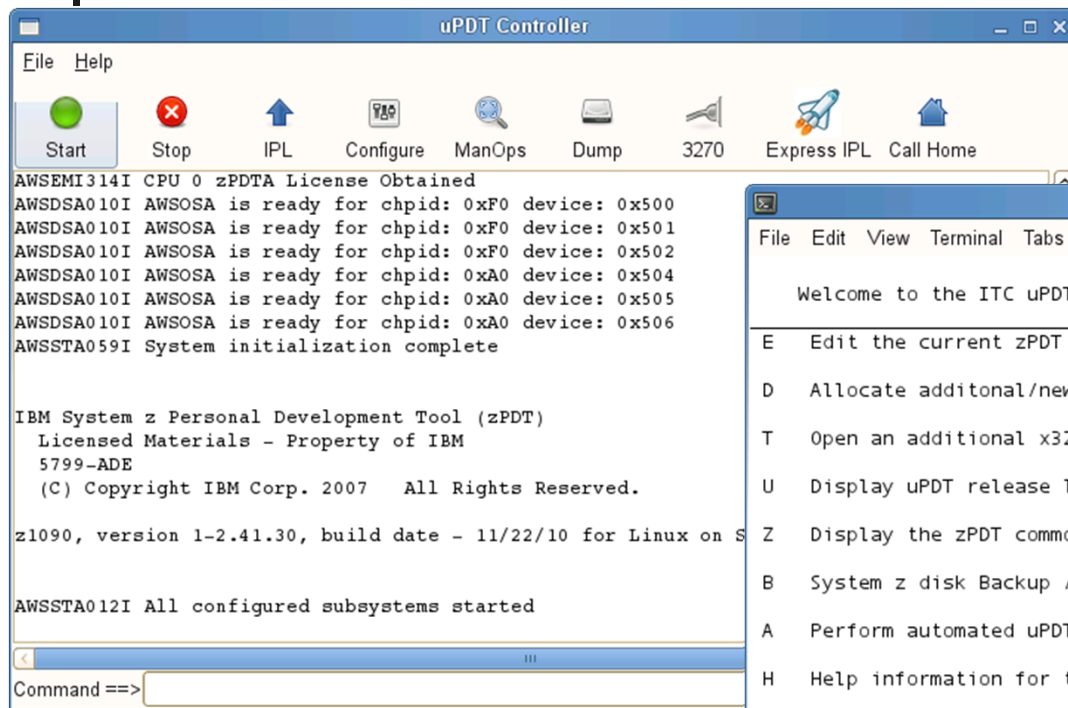 uPDT Controller
File Help
Start Stop IPL Configure ManOps Dump 3270 Express IPL Call Home
AWSEMI314I CPU 0 zPDTA License Obtained
AWSDSA010I AWSOSA is ready for chpid: 0xF0 device: 0x500
AWSDSA010I AWSOSA is ready for chpid: 0xF0 device: 0x501
AWSDSA010I AWSOSA is ready for chpid: 0xF0 device: 0x502
AWSDSA010I AWSOSA is ready for chpid: 0xA0 device: 0x504
AWSDSA010I AWSOSA is ready for chpid: 0xA0 device: 0x505
AWSDSA010I AWSOSA is ready for chpid: 0xA0 device: 0x506
AWSSTA059I System initialization complete
IBM System z Personal Development Tool (zPDT)
Licensed Materials - Property of IBM
5799-ADE
(C) Copyright IBM Corp. 2007 All Rights Reserved.
z1090, version 1-2.41.30, build date - 11/22/10 for Linux on S
AWSSTA012I All configured subsystems started
Command ==>
File Edit View Terminal Tabs
Welcome to the ITC uPDT
E Edit the current zPDT
D Allocate additonal/new
T Open an additional x32
U Display uPDT release
Z Display the zPDT commo
B System z disk Backup
A Perform automated uPDT
H Help information for